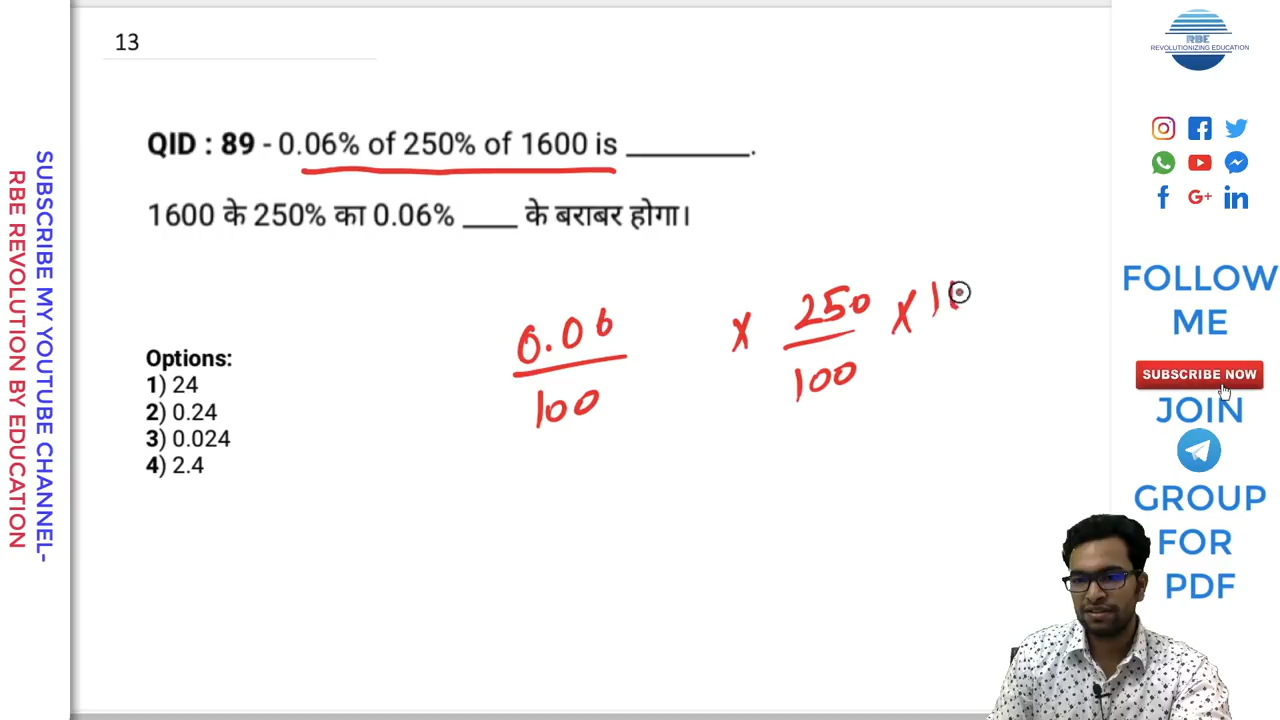 13
QID : 89 - 0.06% of 250% of 1600 is ________.
1600 के 250% का 0.06% ____ के बराबर होगा।
0.06
100
x
250
100
x
Options:
1) 24
2) 0.24
3) 0.024
4) 2.4
SUBSCRIBE MY YOUTUBE CHANNEL-
RBE REVOLUTION BY EDUCATION
RBE
REVOLUTIONIZING EDUCATION
FOLLOW
ME
SUBSCRIBE NOW
JOIN
GROUP
FOR
PDF